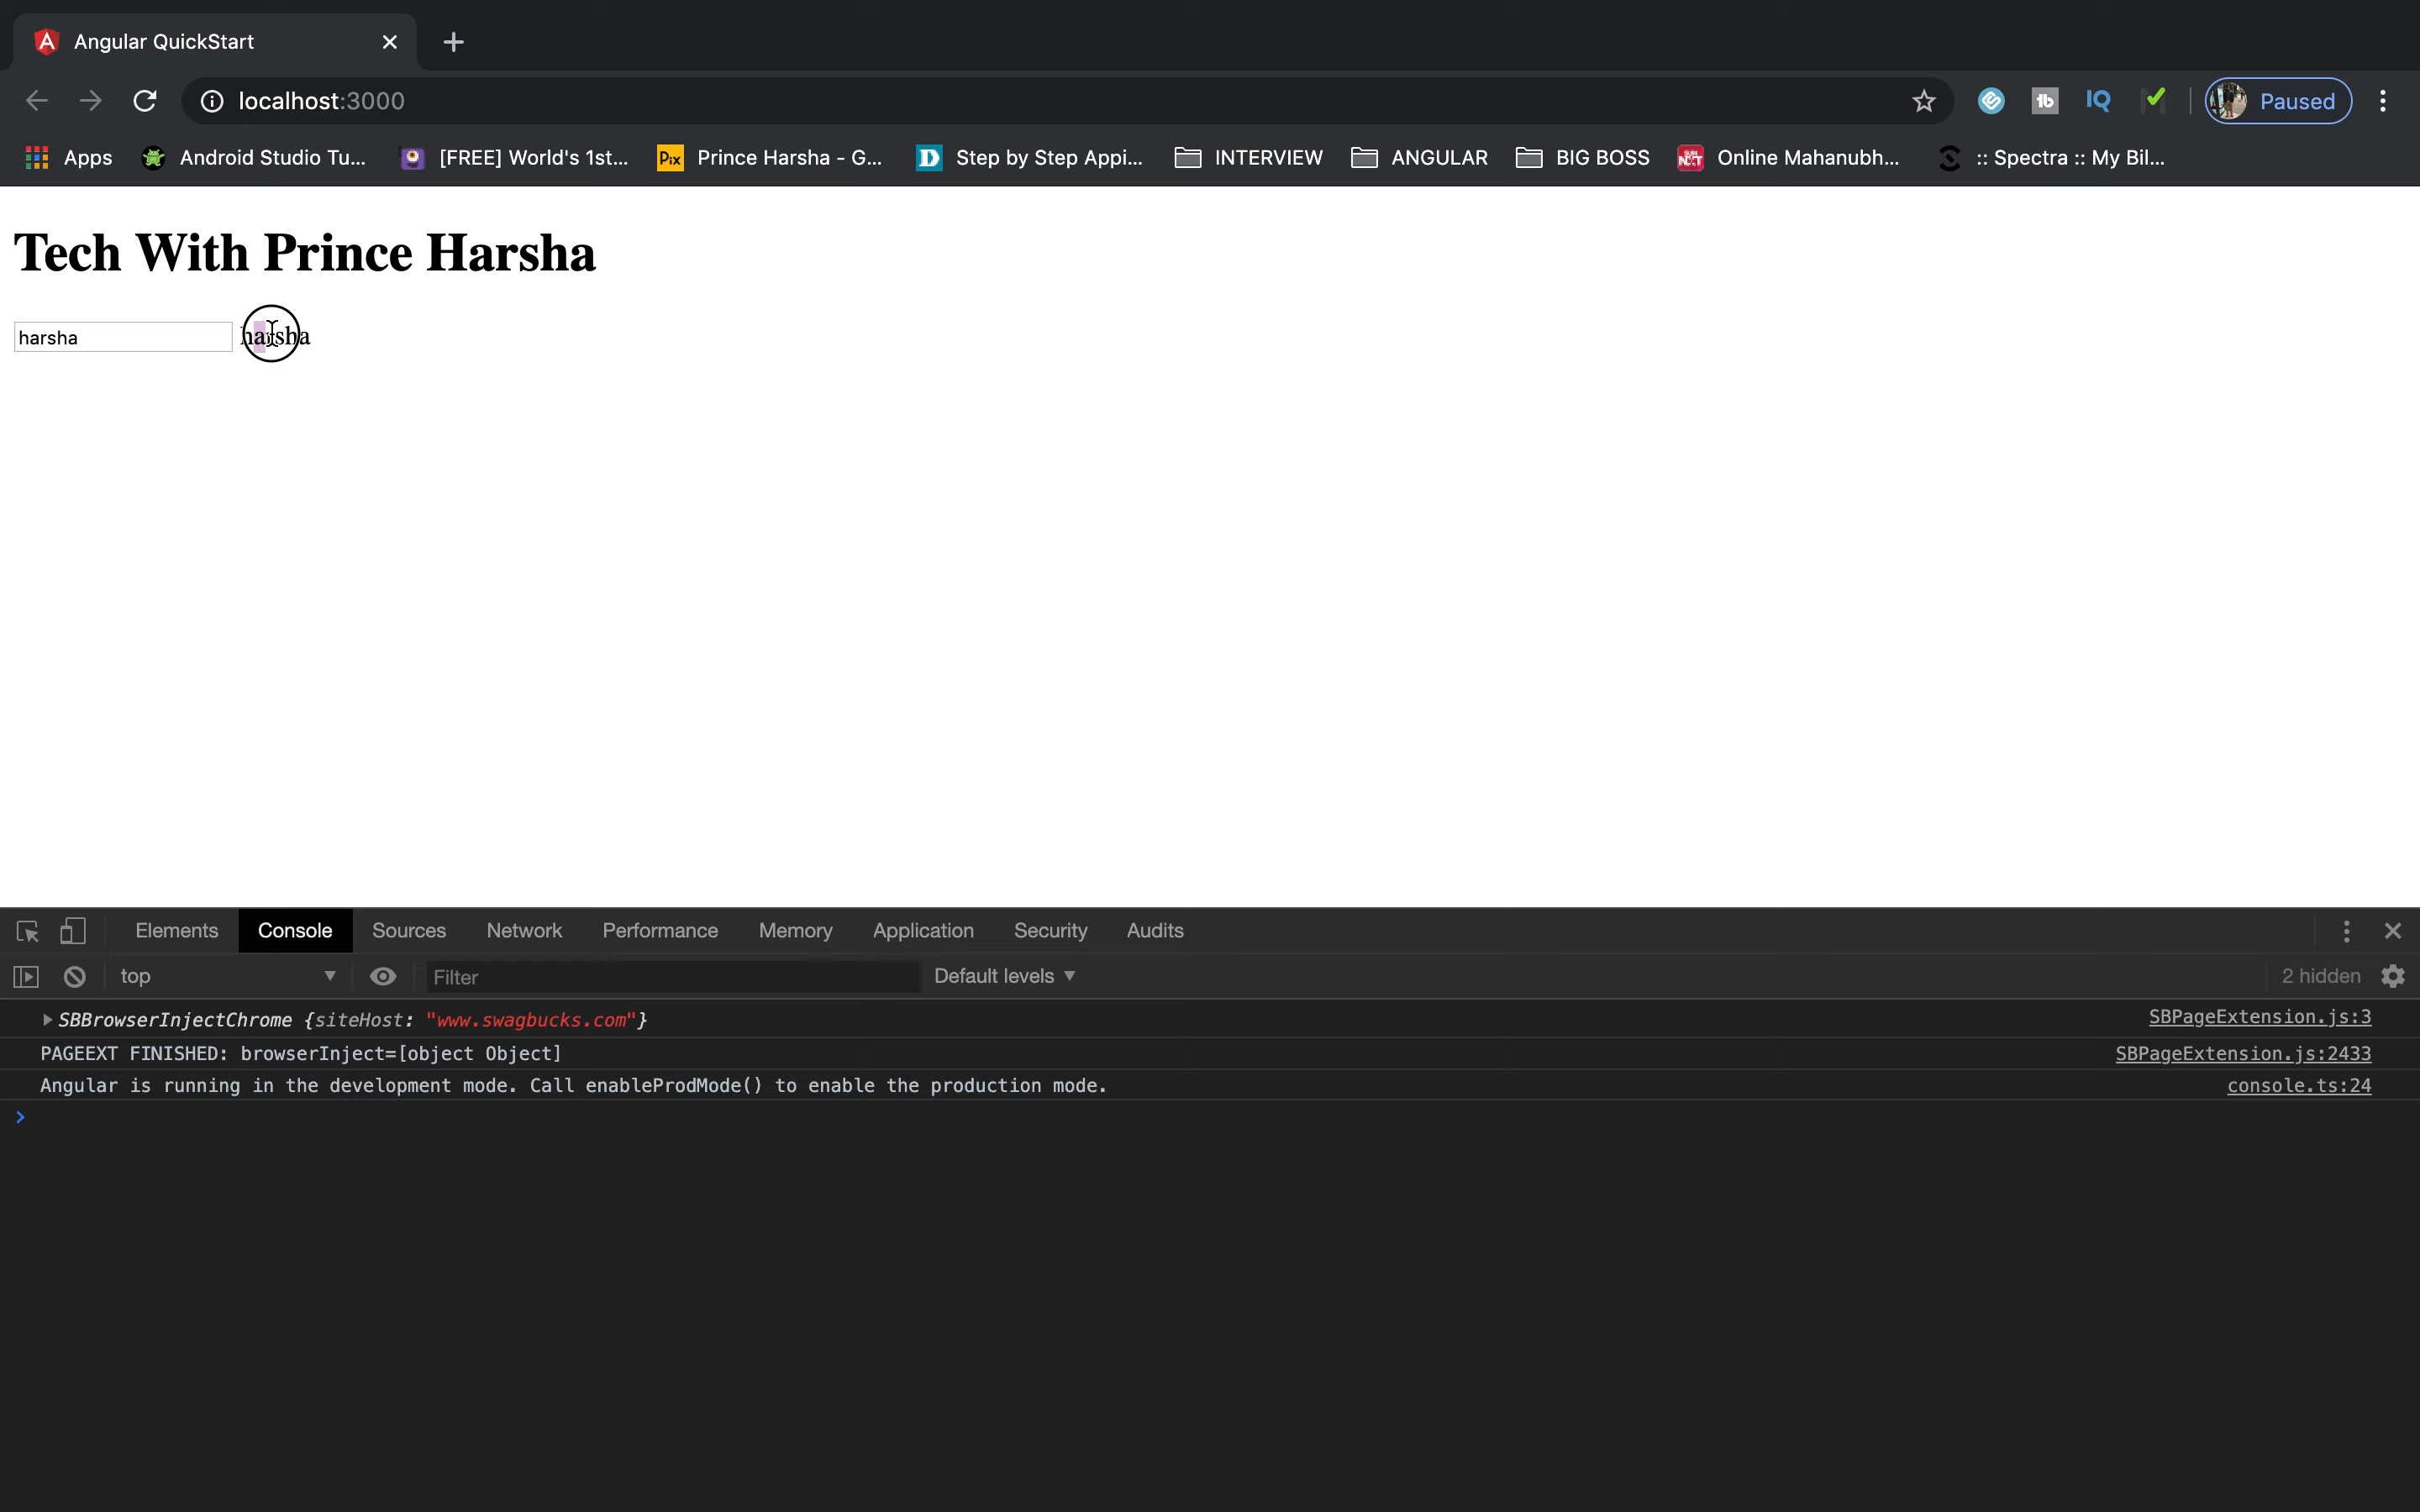 Angular QuickStart
localhost:3000
IQ
Paused
Apps
Android Studio Tu...
[FREE] World's 1st...
Pix
Prince Harsha - G...
D
Step by Step Appi...
INTERVIEW
ANGULAR
BIG BOSS
Online Mahanubh...
:: Spectra :: My Bil...
Tech With Prince Harsha
harsha harsha
Elements Console Sources Network Performance Memory Application Security Audits
top Filter Default levels 2 hidden
SBBrowserInjectChrome {siteHost: "www.swagbucks.com"} SBPageExtension.js:3
PAGEEXT FINISHED: browserInject=[object Object] SBPageExtension.js:2433
Angular is running in the development mode. Call enableProdMode() to enable the production mode. console.ts:24